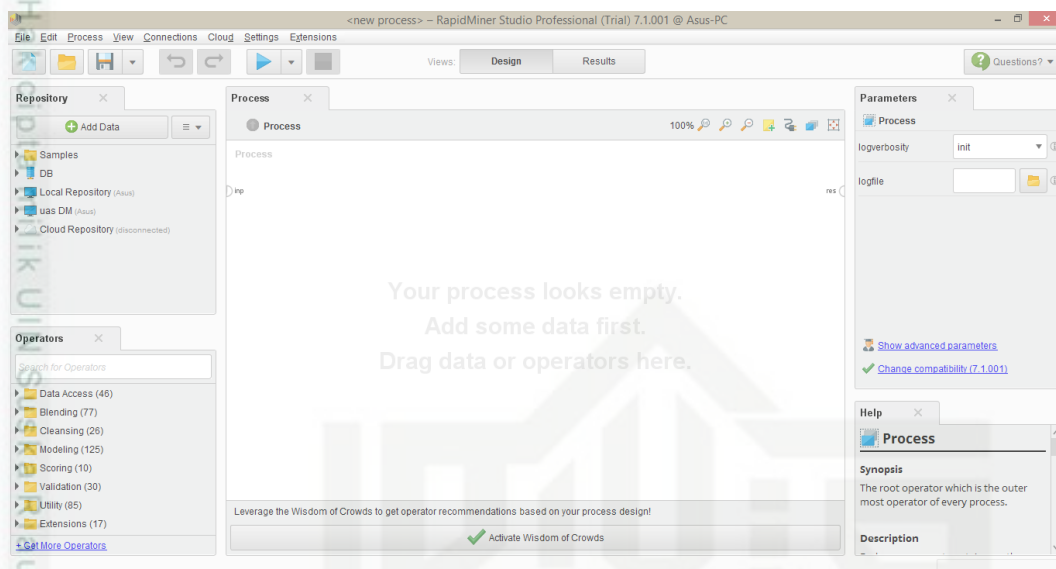 <new process> – RapidMiner Studio Professional (Trial) 7.1.001 @ Asus-PC
File Edit Process View Connections Cloud Settings Extensions
Views: Design Results Questions?
Repository
Add Data
Samples
DB
Local Repository (Asus)
uas DM (Asus)
Cloud Repository (disconnected)
Operators
Search for Operators
Data Access (46)
Blending (77)
Cleansing (26)
Modeling (125)
Scoring (10)
Validation (30)
Utility (85)
Extensions (17)
+ Get More Operators
Process
Process
100%
Process
inp
res
Your process looks empty.
Add some data first.
Drag data or operators here.
Leverage the Wisdom of Crowds to get operator recommendations based on your process design!
Activate Wisdom of Crowds
Parameters
Process
logverbosity init
logfile
Show advanced parameters
Change compatibility (7.1.001)
Help
Process
Synopsis
The root operator which is the outer
most operator of every process.
Description